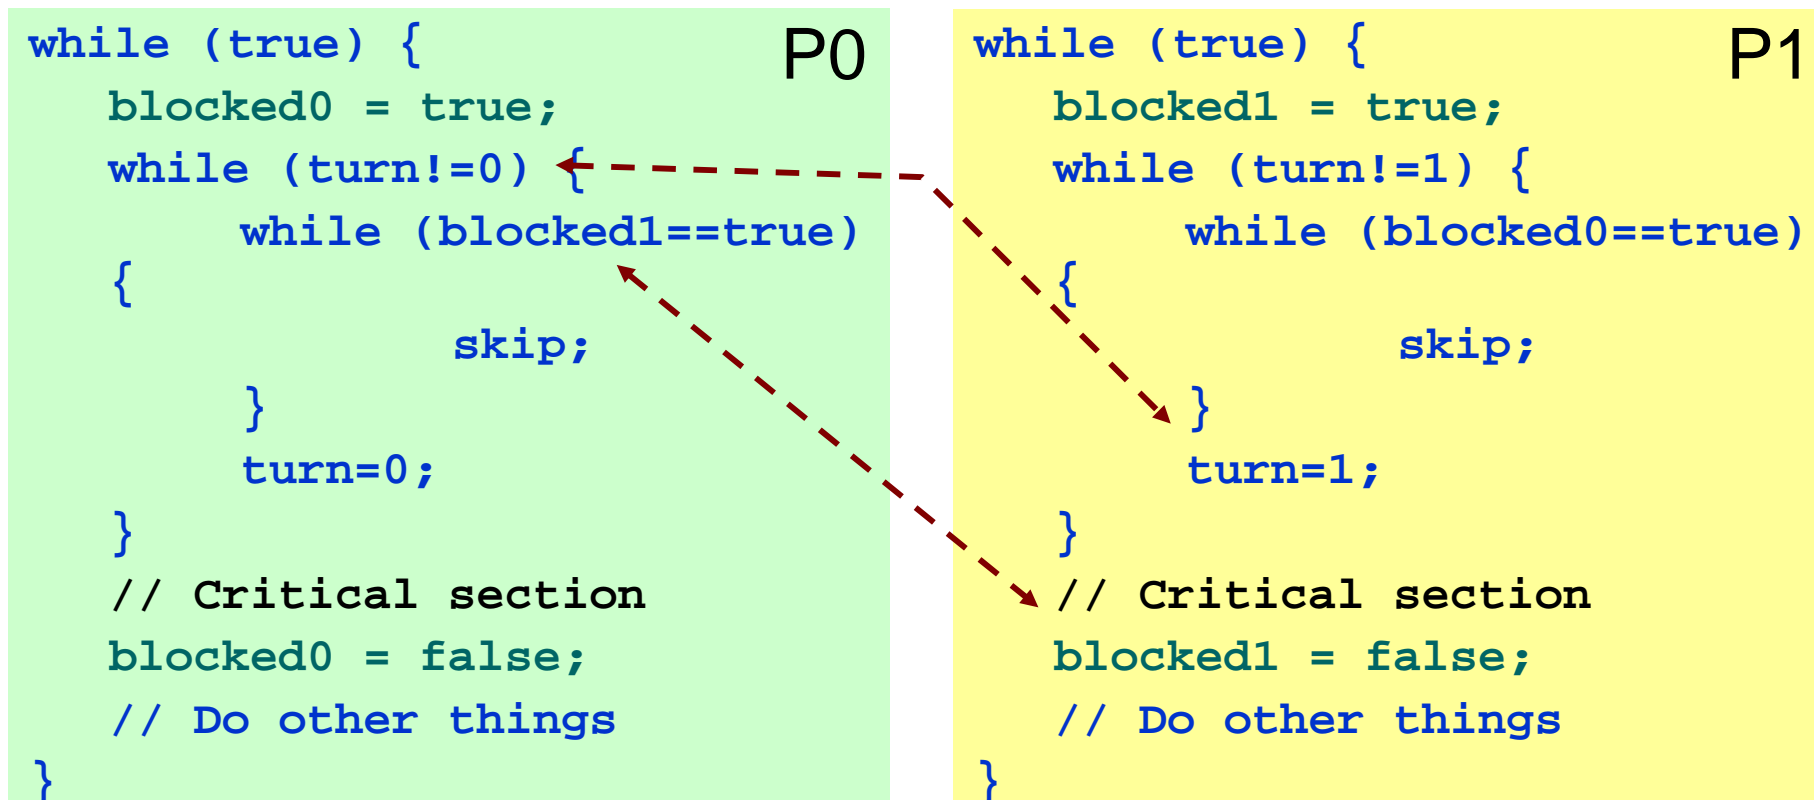 while (true) {
P0
blocked0 = true;
while (turn!=0) {
while (blocked1==true)
{
skip;
}
turn=0;
}
// Critical section
blocked0 = false;
// Do other things
}
while (true) {
P1
blocked1 = true;
while (turn!=1) {
while (blocked0==true)
{
skip;
}
turn=1;
}
// Critical section
blocked1 = false;
// Do other things
}